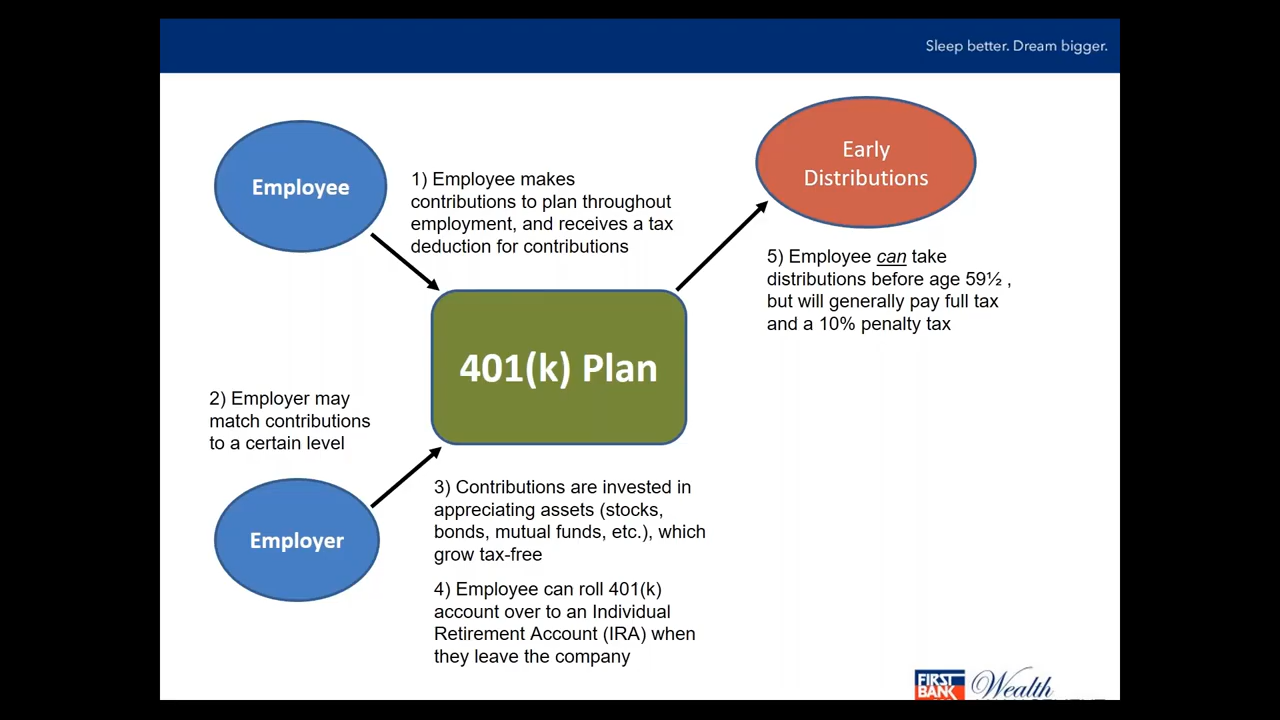 Sleep better. Dream bigger.
Employee
1) Employee makes
contributions to plan throughout
employment, and receives a tax
deduction for contributions
Early
Distributions
5) Employee can take
distributions before age 59½ ,
but will generally pay full tax
and a 10% penalty tax
401(k) Plan
2) Employer may
match contributions
to a certain level
Employer
3) Contributions are invested in
appreciating assets (stocks,
bonds, mutual funds, etc.), which
grow tax-free
4) Employee can roll 401(k)
account over to an Individual
Retirement Account (IRA) when
they leave the company
FIRST
BANK
Wealth